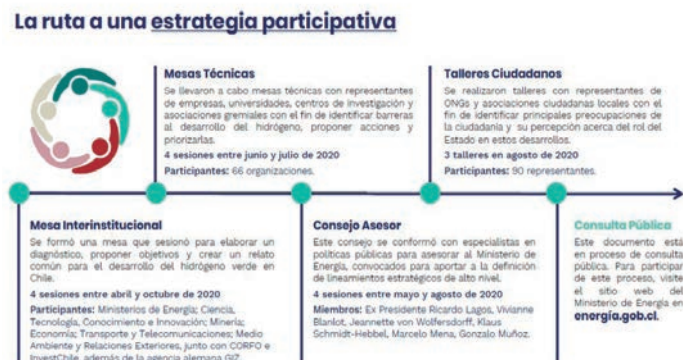 La ruta a una estrategia participativa
Mesas Técnicas
Se llevaron a cabo mesas técnicas con representantes
de empresas, universidades, centros de investigación y
asociaciones gremiales con el fin de identificar barreras
al desarrollo del hidrógeno, proponer acciones y
priorizarlas.
4 sesiones entre junio y julio de 2020
Participantes: 66 organizaciones.
Talleres Ciudadanos
Se realizaron talleres con representantes de
ONGs y asociaciones ciudadanas locales con el
fin de identificar principales preocupaciones de
la ciudadanía y su percepción acerca del rol del
Estado en estos desarrollos.
3 talleres en agosto de 2020
Participantes: 90 representantes.
Mesa Interinstitucional
Se formó una mesa que sesionó para elaborar un
diagnóstico, proponer objetivos y crear un relato
común para el desarrollo del hidrógeno verde en
Chile.
4 sesiones entre abril y octubre de 2020
Participantes: Ministerios de Energía; Ciencia,
Tecnología, Conocimiento e Innovación; Minería;
Economía; Transporte y Telecomunicaciones; Medio
Ambiente y Relaciones Exteriores, junto con CORFO e
InvestChile, además de la agencia alemana GIZ.
Consejo Asesor
Este consejo se conformó con especialistas en
políticas públicas para asesorar al Ministerio de
Energía, convocados para aportar a la definición
de lineamientos estratégicos de alto nivel.
4 sesiones entre mayo y agosto de 2020
Miembros: Ex Presidente Ricardo Lagos, Vivianne
Blanlot, Jeannette von Wolfersdorff, Klaus
Schmidt-Hebbel, Marcelo Mena, Gonzalo Muñoz.
Consulta Pública
Este documento está
en proceso de consulta
pública. Para participar
de este proceso, visite
el sitio web del
Ministerio de Energía en
energía.gob.cl.